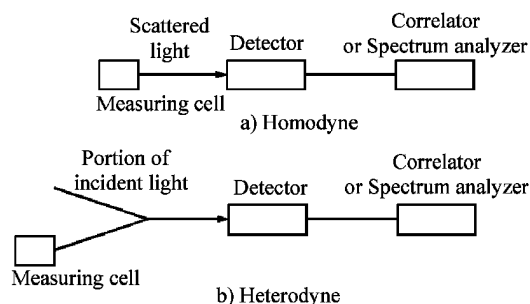 Scattered
light
Detector
Correlator
or Spectrum analyzer
Measuring cell
a) Homodyne
Portion of
incident light
Detector
Correlator
or Spectrum analyzer
Measuring cell
b) Heterodyne